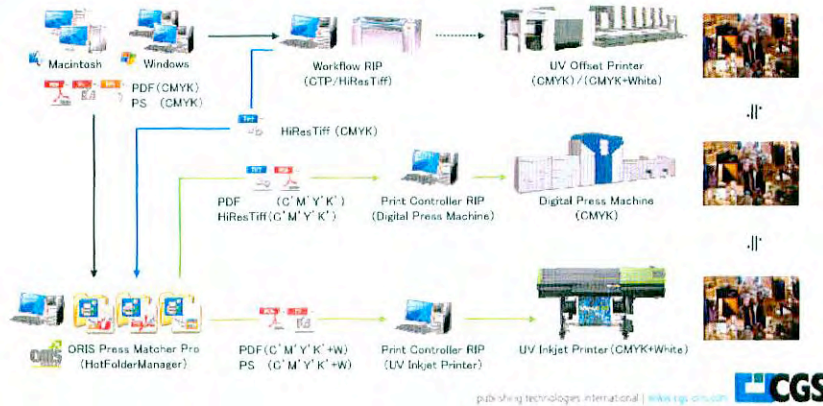 Macintosh
Windows
PDF(CMYK)
PS (CMYK)
Workflow RIP
(CTP/HiResTiff)
UV Offset Printer
(CMYK)/(CMYK+White)
HiResTiff (CMYK)
PDF (C'M'Y'K')
HiResTiff(C'M'Y'K')
Print Controller RIP
(Digital Press Machine)
Digital Press Machine
(CMYK)
ORIS Press Matcher Pro
(HotFolderManager)
PDF(C'M'Y'K'+W)
PS (C'M'Y'K'+W)
Print Controller RIP
(UV Inkjet Printer)
UV Inkjet Printer(CMYK+White)
ORIS
publishing technologies international | www.cgs-oris.com
CGS